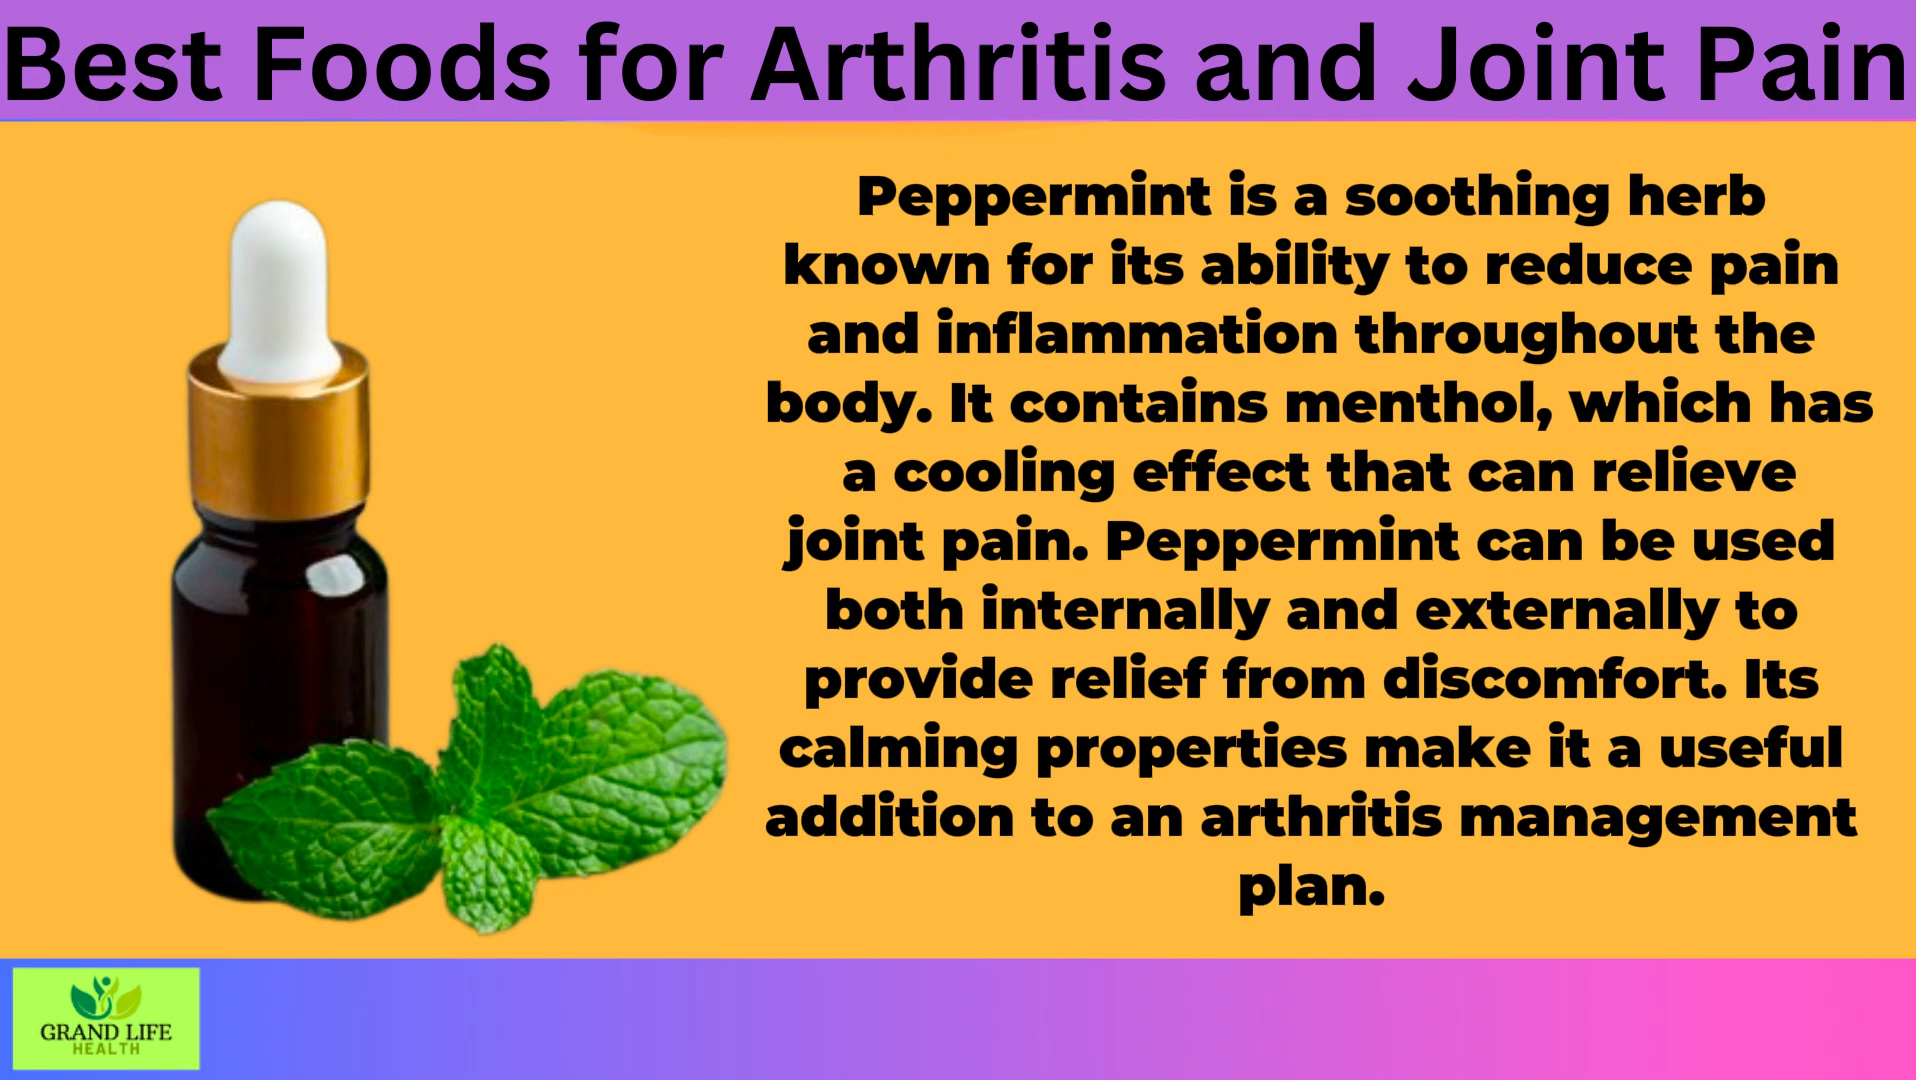 Best Foods for Arthritis and Joint Pain
Peppermint is a soothing herb
known for its ability to reduce pain
and inflammation throughout the
body. It contains menthol, which has
a cooling effect that can relieve
joint pain. Peppermint can be used
both internally and externally to
provide relief from discomfort. Its
calming properties make it a useful
addition to an arthritis management
plan.
GRAND LIFE
HEALTH